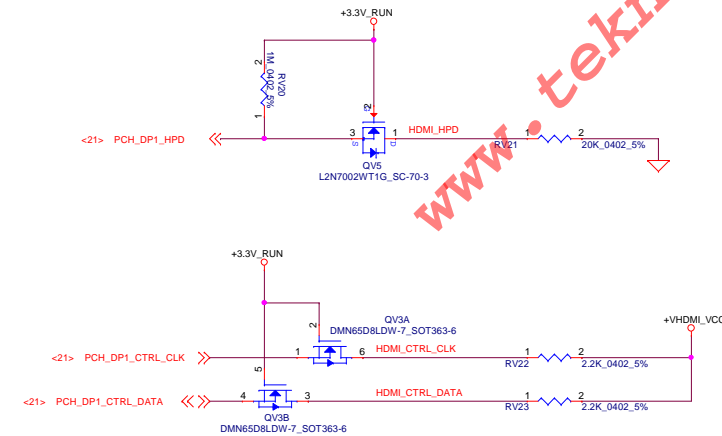 +3.3V_RUN
2
1M_0402_5%
RV20
1
2
G
<21> PCH_DP1_HPD
3
1
HDMI_HPD
S
D
1
2
RV21
20K_0402_5%
QV5
L2N7002WT1G_SC-70-3
www.tekni
+3.3V_RUN
QV3A
DMN65D8LDW-7_SOT363-6
2
+VHDMI_VCC
<21> PCH_DP1_CTRL_CLK
1
6
HDMI_CTRL_CLK
1
2
RV22
2.2K_0402_5%
5
<21> PCH_DP1_CTRL_DATA
4
3
HDMI_CTRL_DATA
1
2
RV23
2.2K_0402_5%
QV3B
DMN65D8LDW-7_SOT363-6